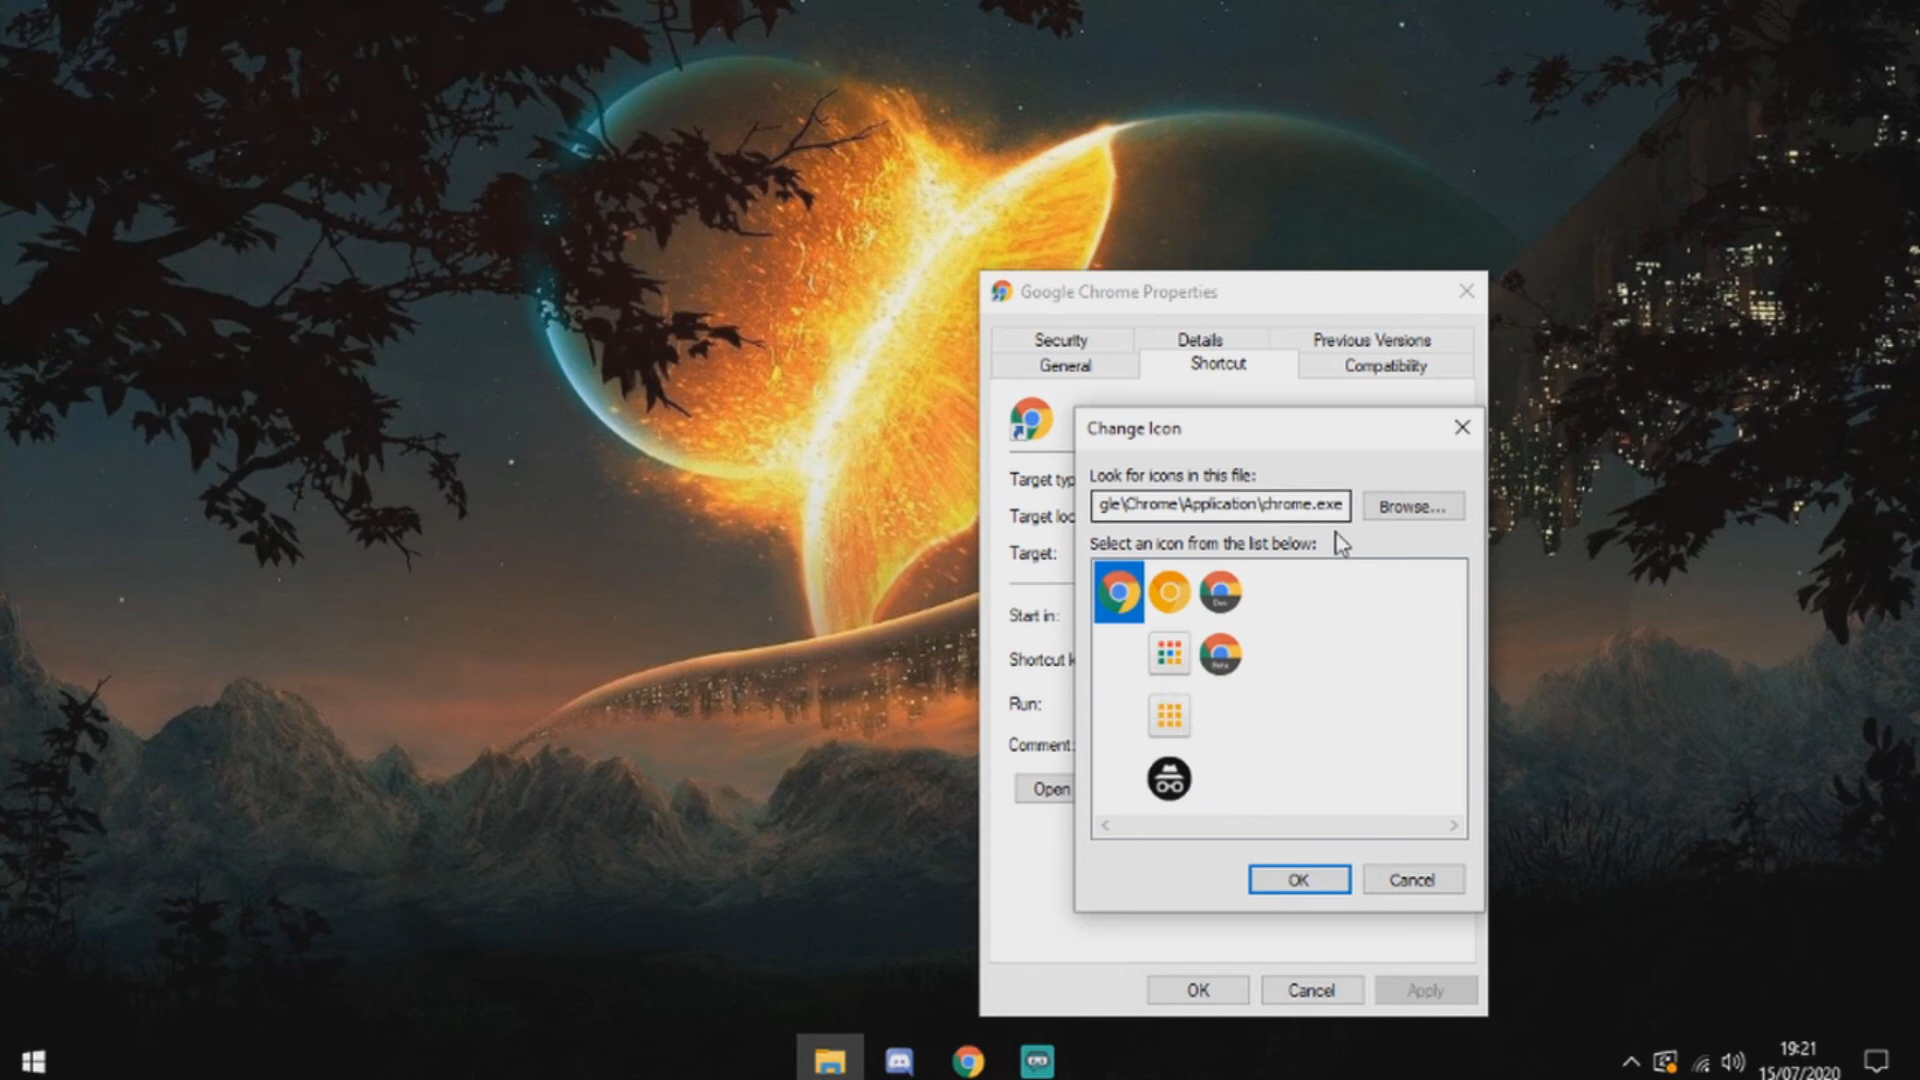 Google Chrome Properties
Security Details Previous Versions
General Shortcut Compatibility
Change Icon
Look for icons in this file:
gle\Chrome\Application\chrome.exe Browse...
Select an icon from the list below:
Target typ
Target loc
Target:
Start in:
Shortcut k
Run:
Comment:
Open
Dev
Beta
OK Cancel
OK Cancel Apply
19:21
15/07/2020